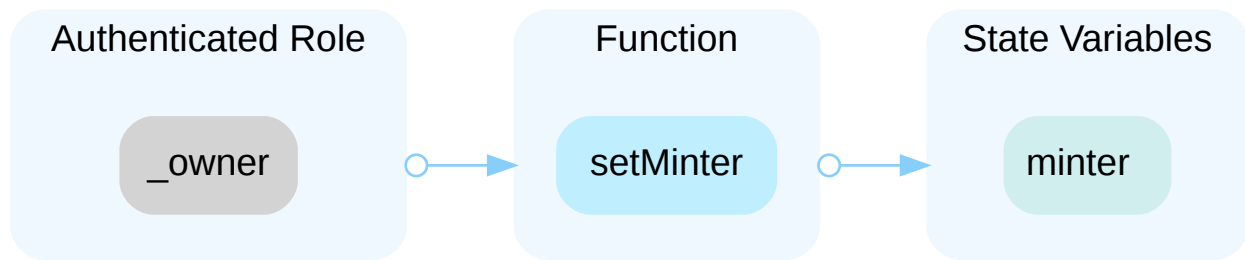 Authenticated Role
Function
State Variables
_owner
setMinter
minter